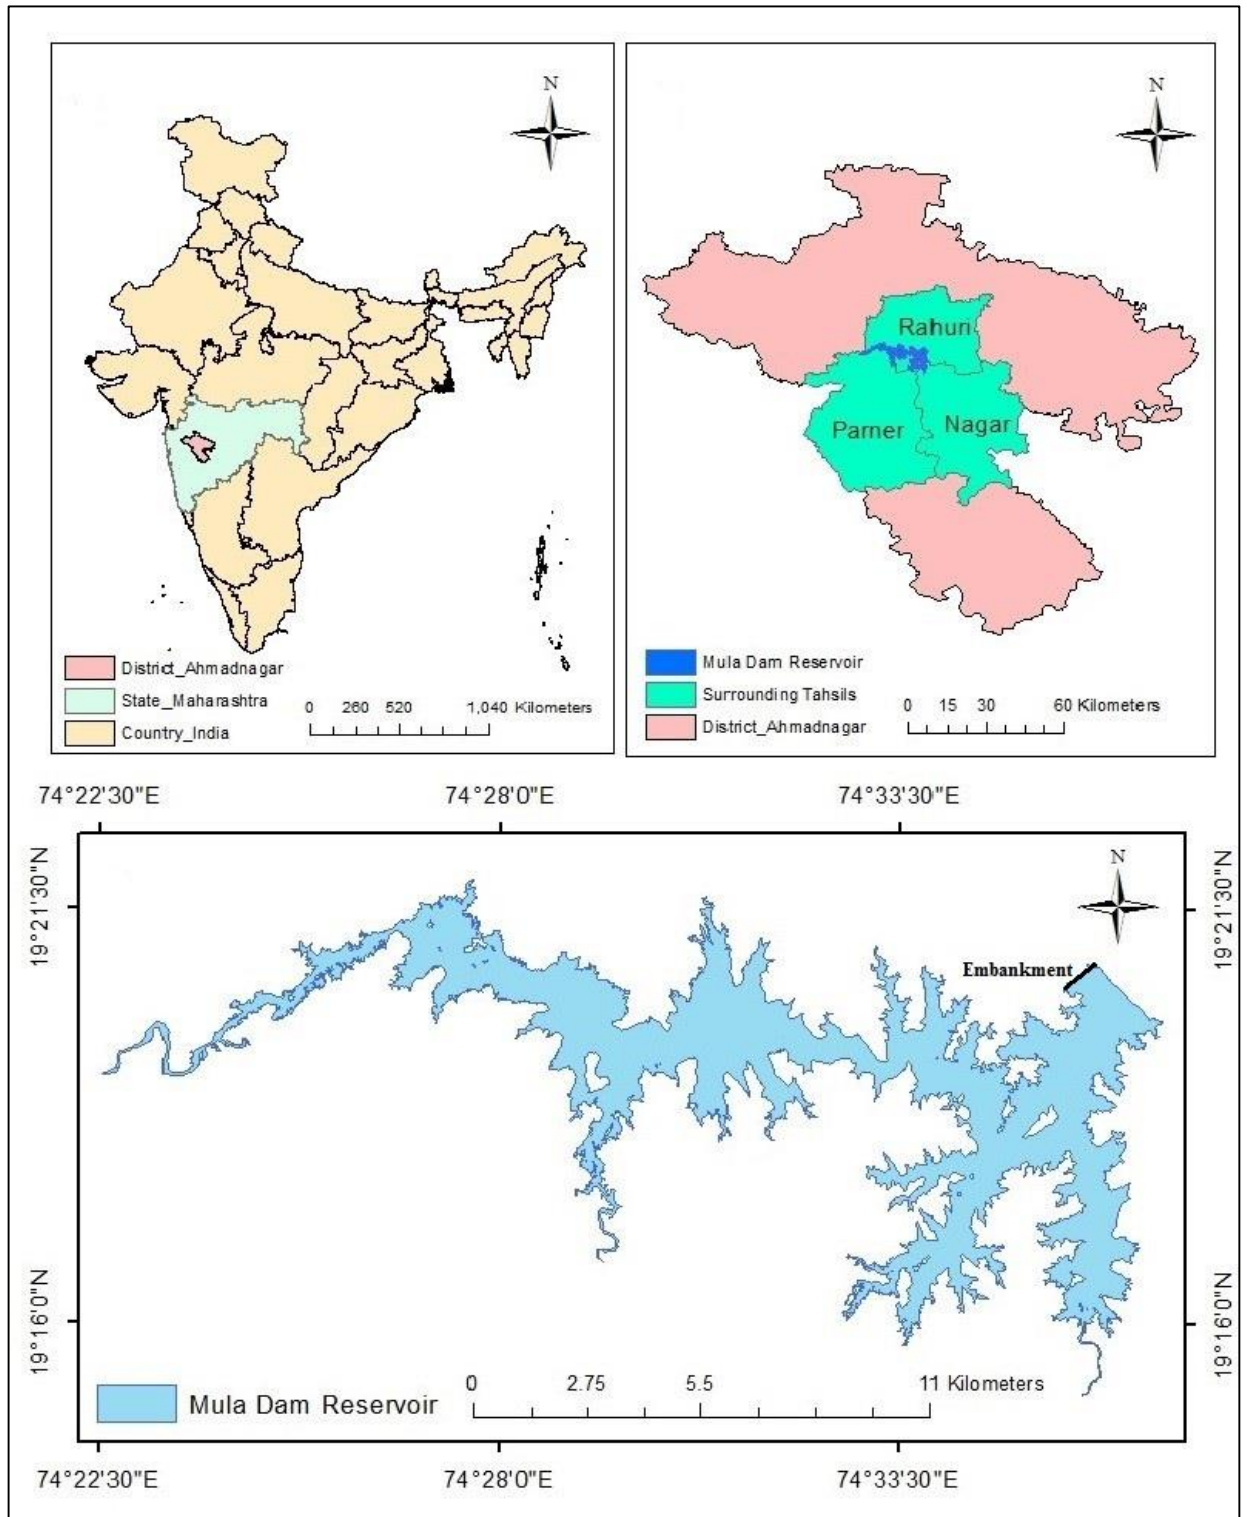 N
District_Ahmadnagar
State_Maharashtra
Country_India
0 260 520 1,040 Kilometers
N
Rahuri
Parner
Nagar
Mula Dam Reservoir
Surrounding Tahsils
District_Ahmadnagar
0 15 30 60 Kilometers
74°22'30"E 74°28'0"E 74°33'30"E
19°21'30"N
19°21'30"N
N
Embankment
19°16'0"N
19°16'0"N
Mula Dam Reservoir
0 2.75 5.5 11 Kilometers
74°22'30"E 74°28'0"E 74°33'30"E